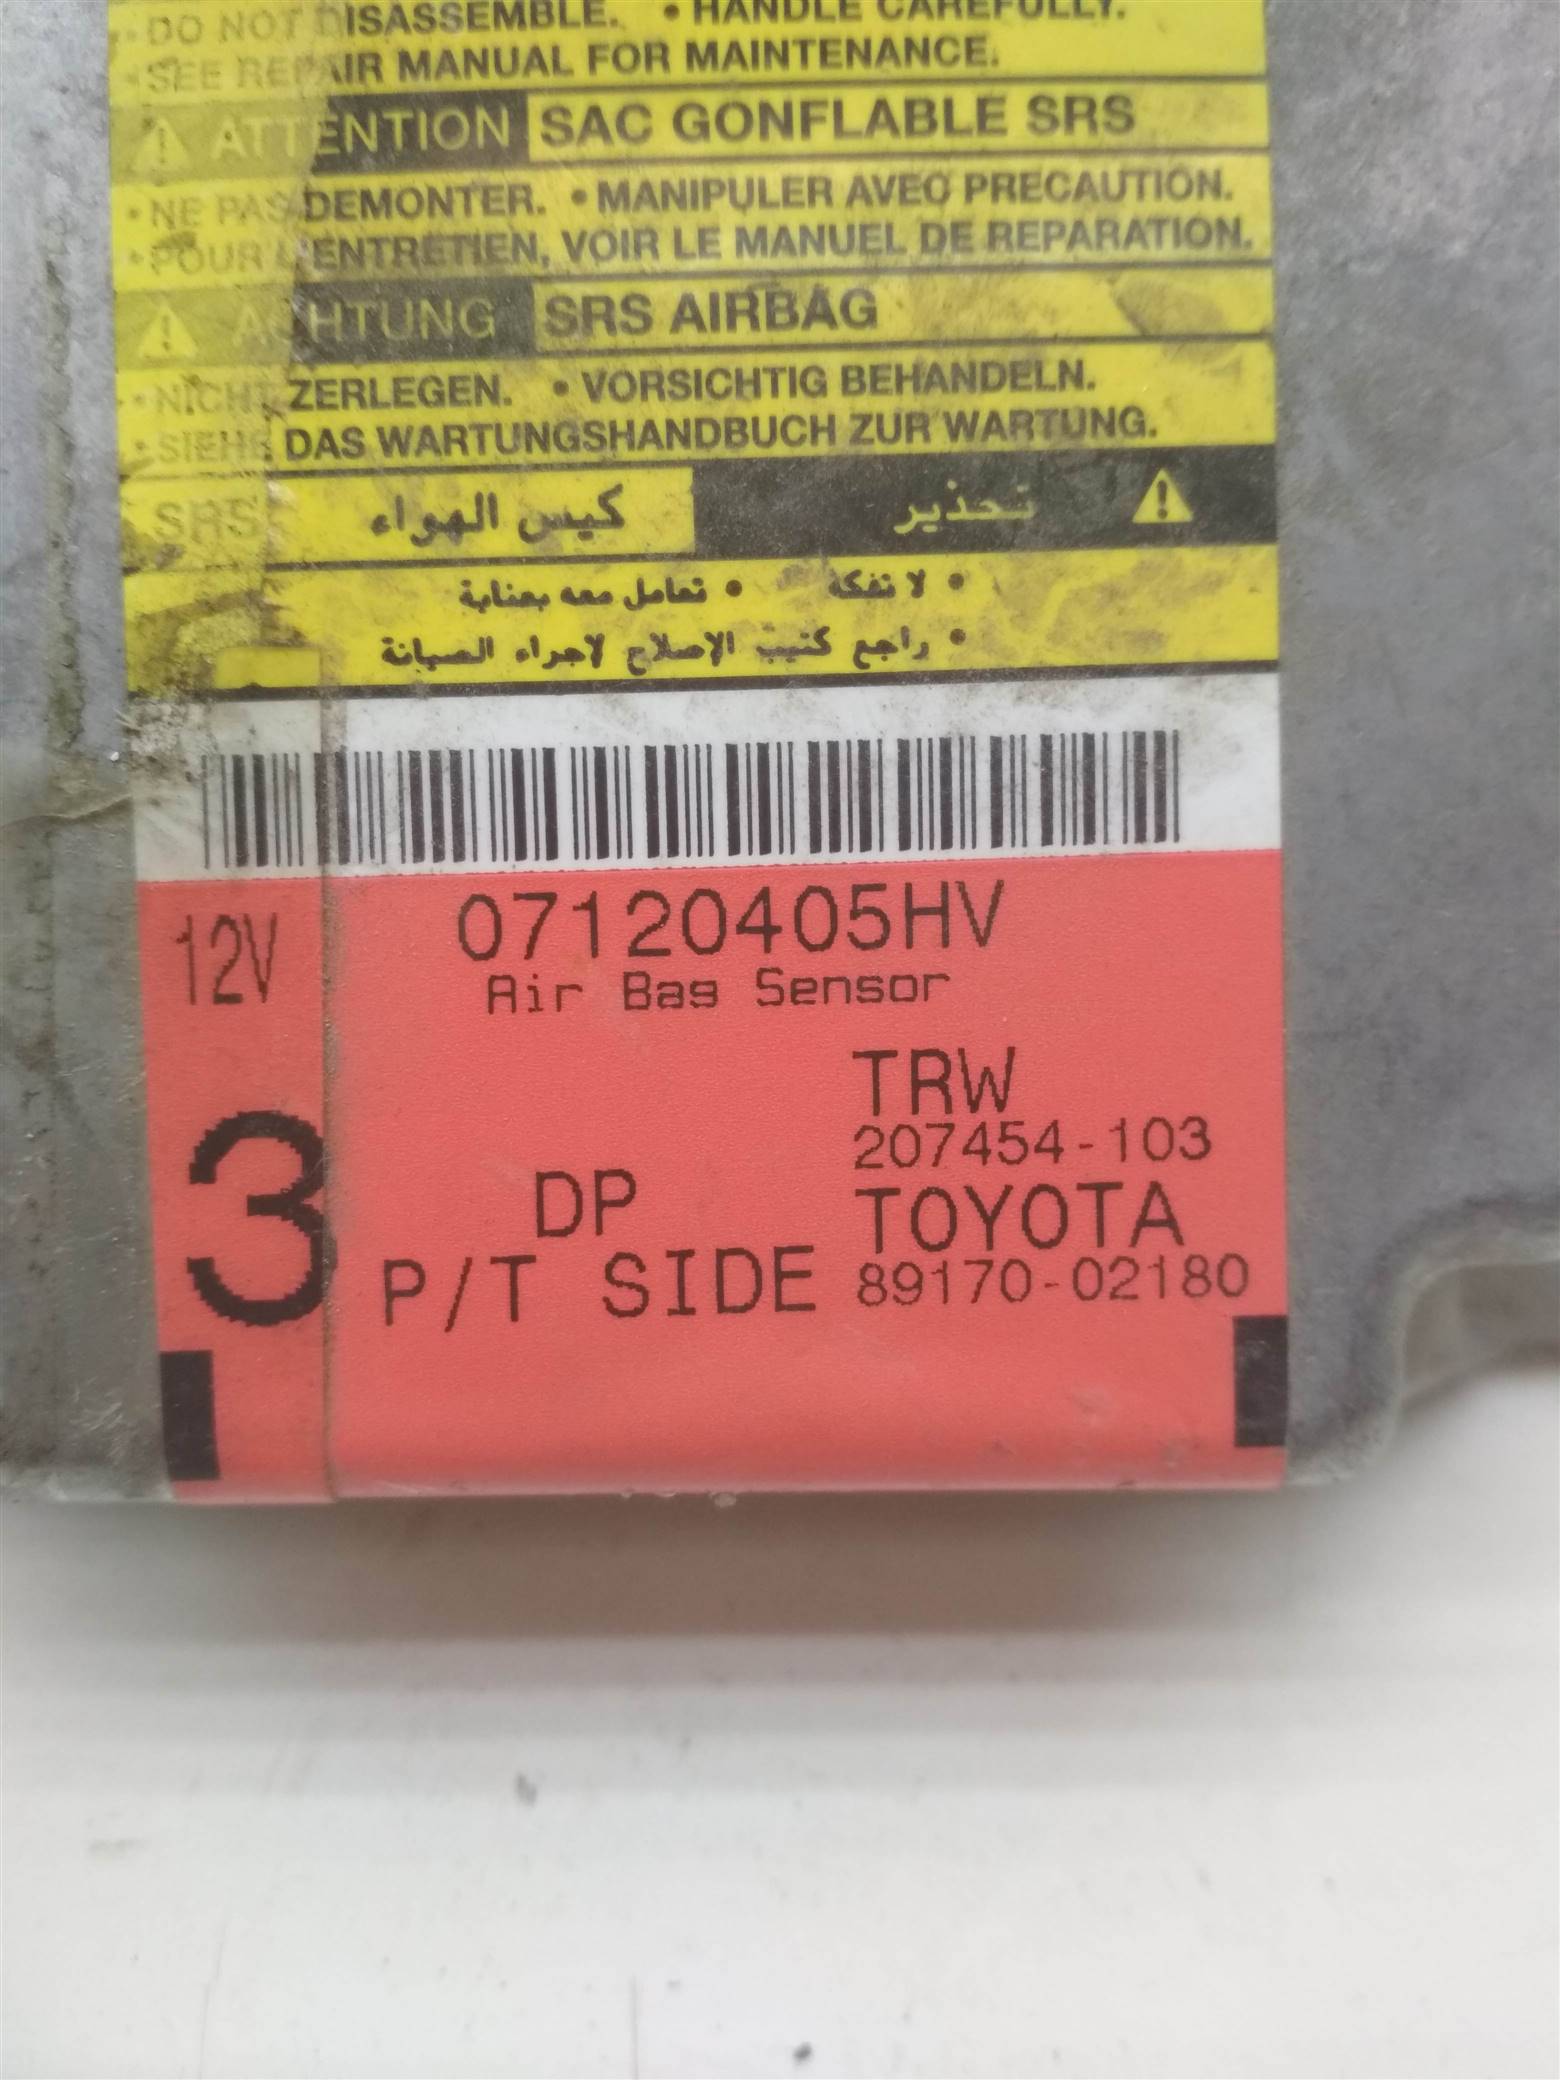 • DO NOT DISASSEMBLE. • HANDLE CAREFULLY.
• SEE REPAIR MANUAL FOR MAINTENANCE.
ATTENTION SAC GONFLABLE SRS
• NE PAS DEMONTER. • MANIPULER AVEC PRECAUTION.
• POUR L'ENTRETIEN, VOIR LE MANUEL DE REPARATION.
ACHTUNG SRS AIRBAG
• NICHT ZERLEGEN. • VORSICHTIG BEHANDELN.
• SIEHE DAS WARTUNGSHANDBUCH ZUR WARTUNG.
تحذير كيس الهواء SRS
• لا تفكه • تعامل معه بعناية
• راجع كتيب الإصلاح لاجراء الصيانة
07120405HV
12V
Air Bag Sensor
TRW
207454-103
3
DP
TOYOTA
P/T SIDE
89170-02180